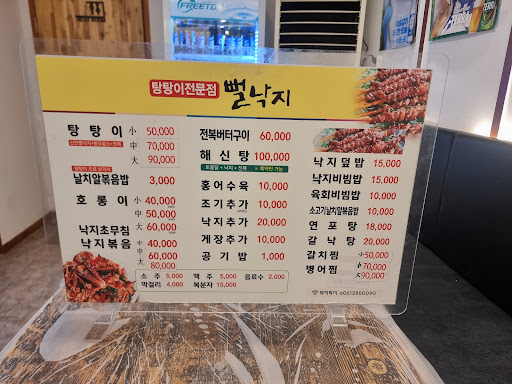 FREETO
탕탕이전문점 뻘낙지
탕탕이 小 50,000
中 70,000
大 90,000
날치알볶음밥 3,000
호롱이 小 40,000
中 50,000
大 60,000
낙지초무침 小 40,000
낙지볶음 中 60,000
大 80,000
전복버터구이 60,000
해신탕 100,000
홍어수육 10,000
조기추가 10,000
낙지추가 20,000
게장추가 10,000
공기밥 1,000
낙지덮밥 15,000
낙지비빔밥 15,000
육회비빔밥 10,000
소고기낙지알볶음밥 10,000
연포탕 18,000
갈낙탕 20,000
갈치찜 小 50,000
병어찜 中 70,000
大 90,000
소주 5,000 맥주 5,000 음료수 2,000
막걸리 4,000 복분자 15,000